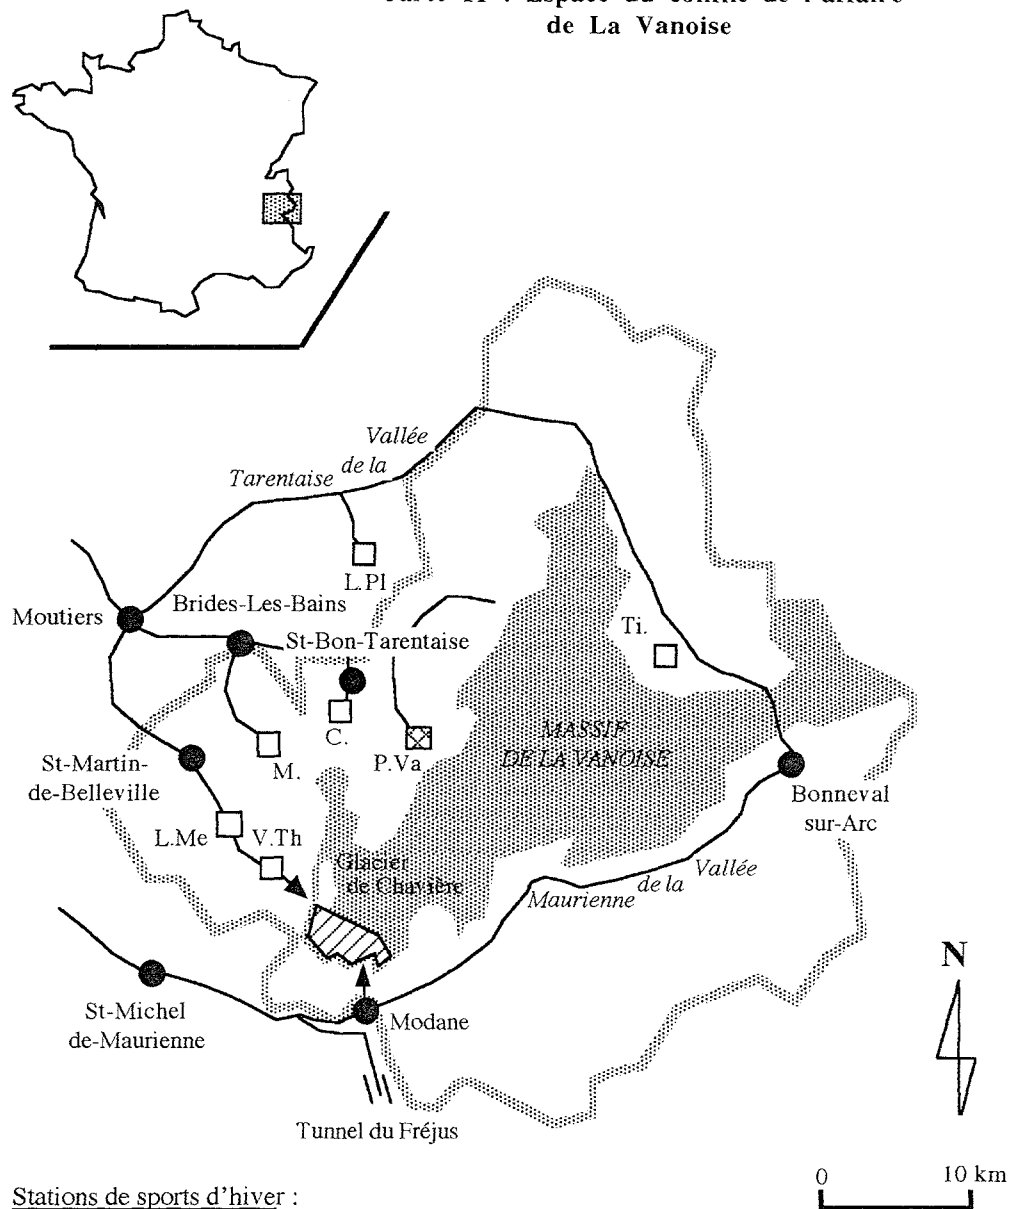 de La Vanoise
Vallée
de la
Tarentaise
L.Pl
Moutiers
Brides-Les-Bains
St-Bon-Tarentaise
Ti.
C.
P.Va
M.
MASSIF
DE LA VANOISE
St-Martin-
de-Belleville
L.Me
V.Th
Bonneval
sur-Arc
Glacier
de Chavière
Vallée
de la
Maurienne
N
St-Michel
de-Maurienne
Modane
Tunnel du Fréjus
0 10 km
Stations de sports d'hiver :